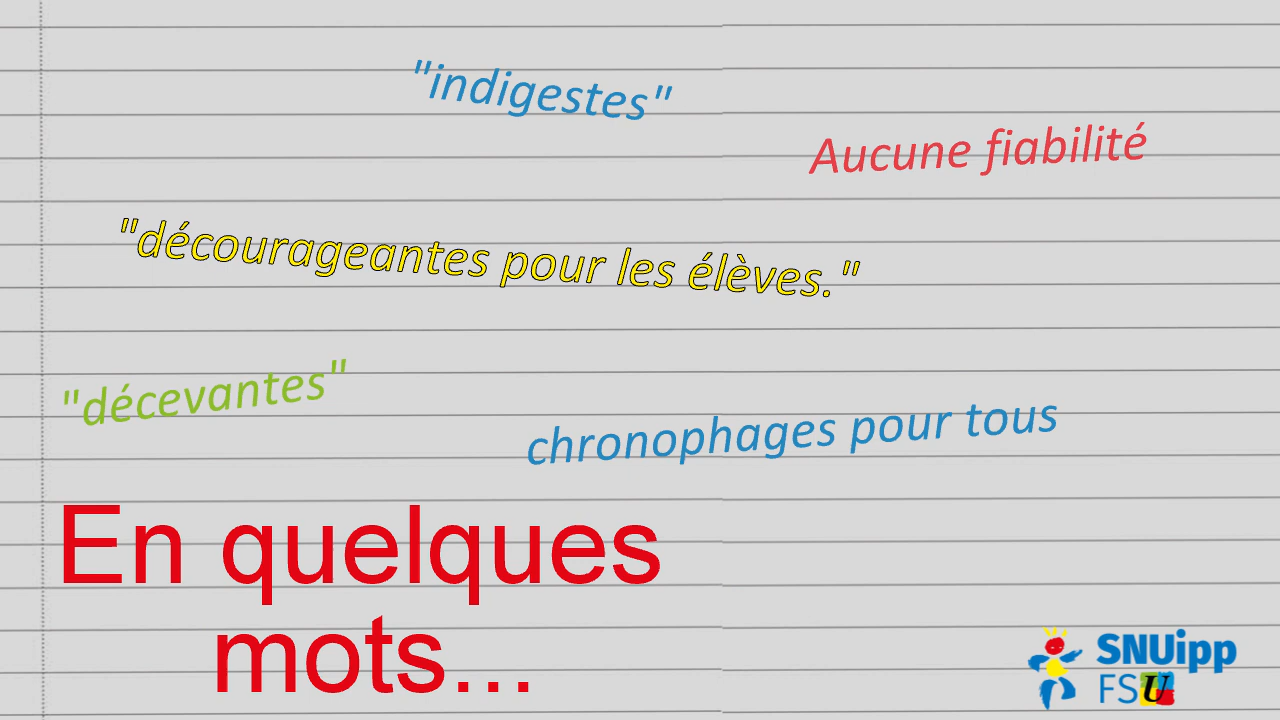 "indigestes"
Aucune fiabilité
"décourageantes pour les élèves."
"décevantes"
chronophages pour tous
En quelques
mots...
SNUipp
FSU